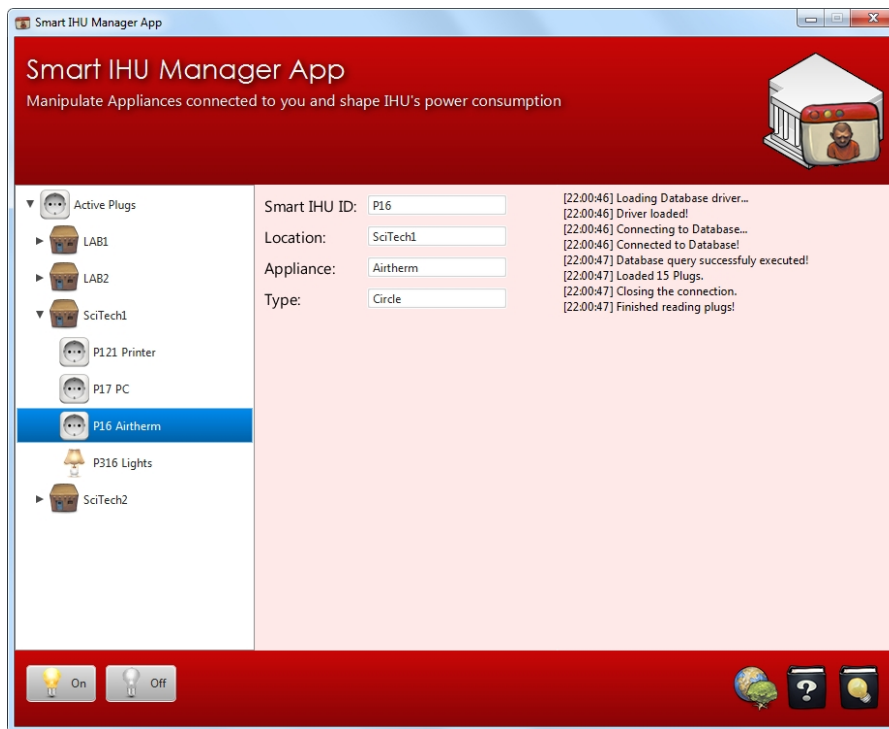 Smart IHU Manager App
Smart IHU Manager App
Manipulate Appliances connected to you and shape IHU's power consumption
Active Plugs
LAB1
LAB2
SciTech1
P121 Printer
P17 PC
P16 Airtherm
P316 Lights
SciTech2
Smart IHU ID: P16
Location: SciTech1
Appliance: Airtherm
Type: Circle
[22:00:46] Loading Database driver...
[22:00:46] Driver loaded!
[22:00:46] Connecting to Database...
[22:00:46] Connected to Database!
[22:00:47] Database query successfuly executed!
[22:00:47] Loaded 15 Plugs.
[22:00:47] Closing the connection.
[22:00:47] Finished reading plugs!
On
Off
?